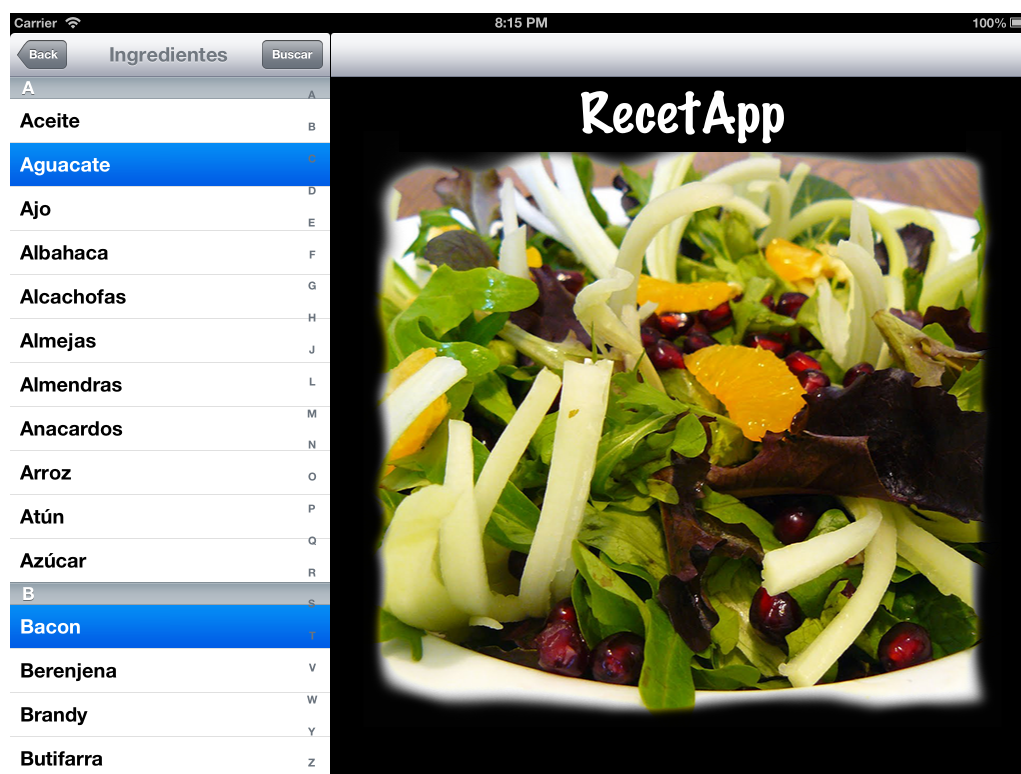 Carrier 8:15 PM 100%
Back Ingredientes Buscar
RecetApp
A
Aceite
Aguacate
Ajo
Albahaca
Alcachofas
Almejas
Almendras
Anacardos
Arroz
Atún
Azúcar
B
Bacon
Berenjena
Brandy
Butifarra
A
B
C
D
E
F
G
H
J
L
M
N
O
P
Q
R
S
T
V
W
Y
Z